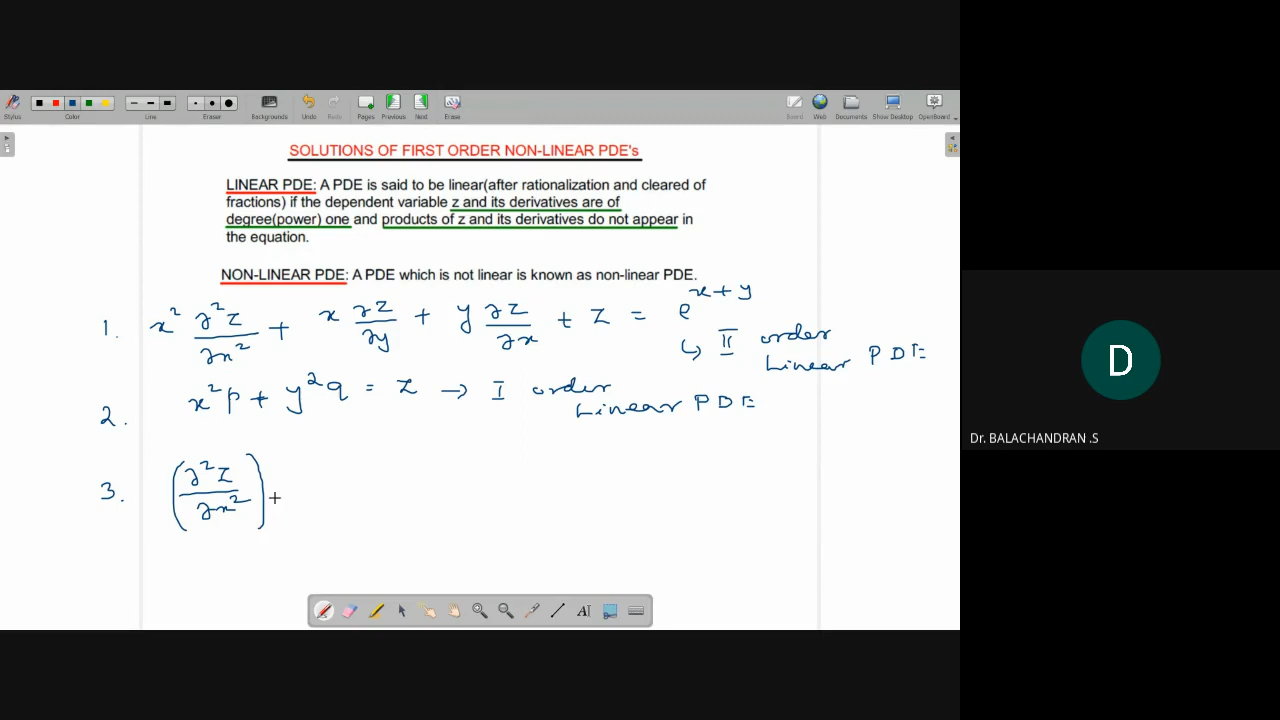 Stylus Color Line Eraser Backgrounds Undo Redo Pages Previous Next Erase Board Web Documents Show Desktop OpenBoard
SOLUTIONS OF FIRST ORDER NON-LINEAR PDE's
LINEAR PDE: A PDE is said to be linear(after rationalization and cleared of
fractions) if the dependent variable z and its derivatives are of
degree(power) one and products of z and its derivatives do not appear in
the equation.
NON-LINEAR PDE: A PDE which is not linear is known as non-linear PDE.
1. x² ∂²z/∂x² + x ∂z/∂y + y ∂z/∂x + z = e^(x+y)
↳ II order
Linear PDE
2. x²p + y²q = z → I order
Linear PDE
3. (∂²z/∂x²)
D
Dr. BALACHANDRAN .S